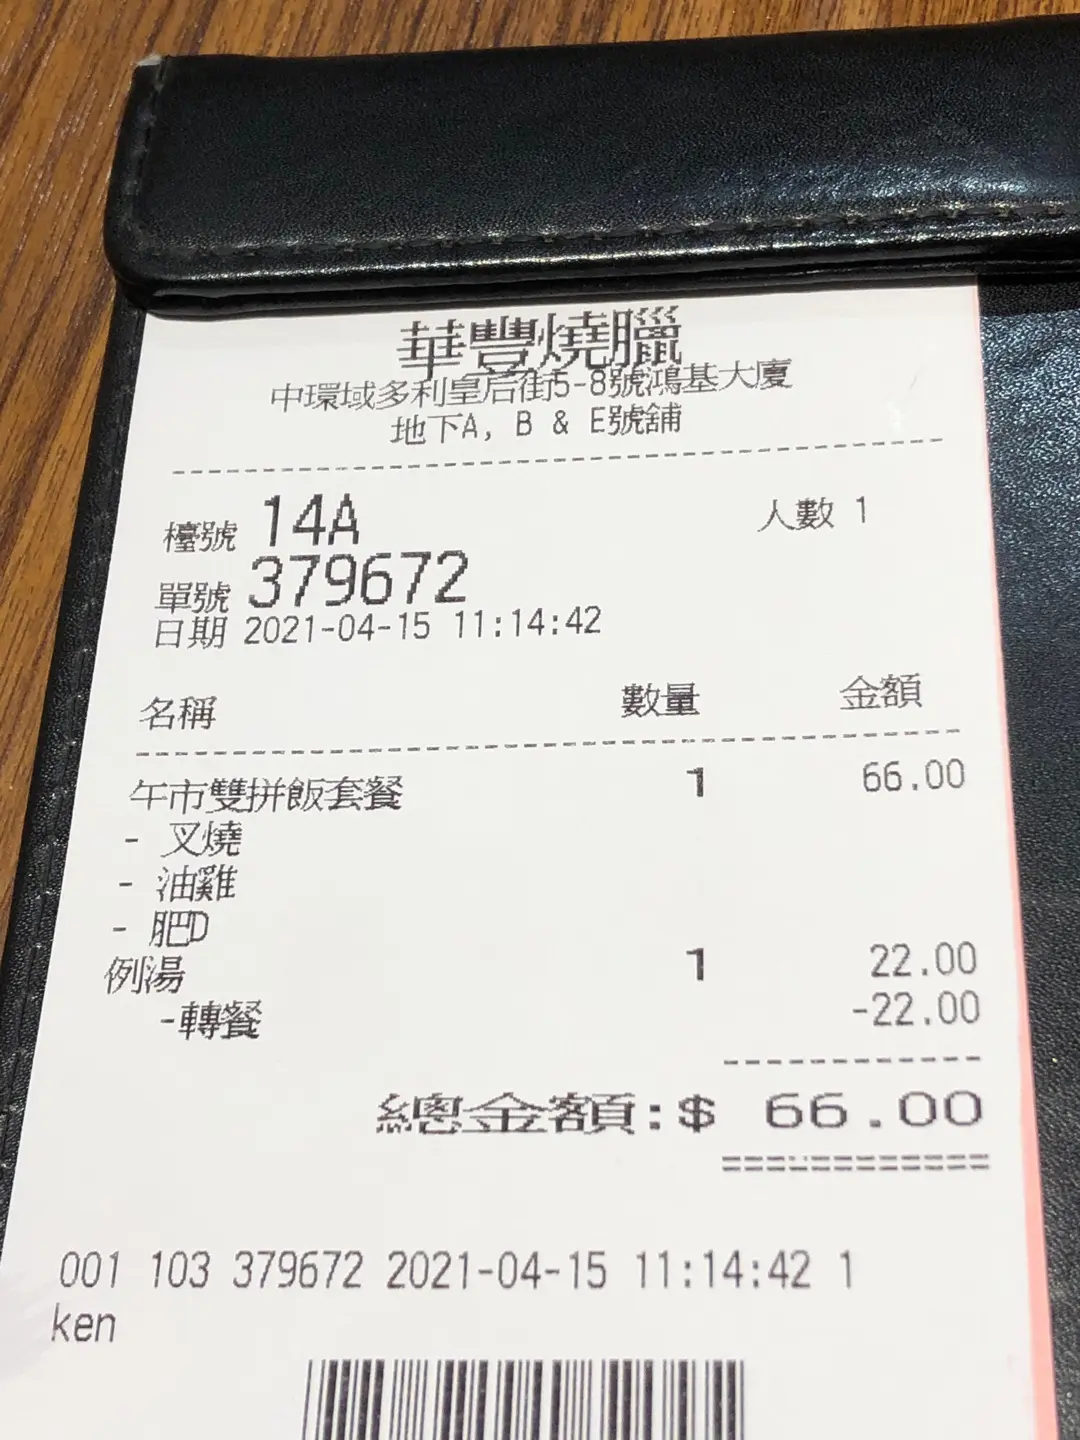 華豐燒臘
中環域多利皇后街5-8號鴻基大廈
地下A, B & E號舖
檯號 14A 人數 1
單號 379672
日期 2021-04-15 11:14:42
名稱 數量 金額
午市雙拼飯套餐 1 66.00
- 叉燒
- 油雞
- 肥D
例湯 1 22.00
-轉餐 -22.00
總金額:$ 66.00
001 103 379672 2021-04-15 11:14:42 1
ken